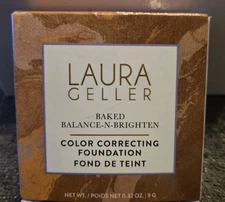 LAURA
GELLER
BAKED
BALANCE-N-BRIGHTEN
COLOR CORRECTING
FOUNDATION
FOND DE TEINT
NET WT. / POIDS NET 0.32 OZ. / 9 G